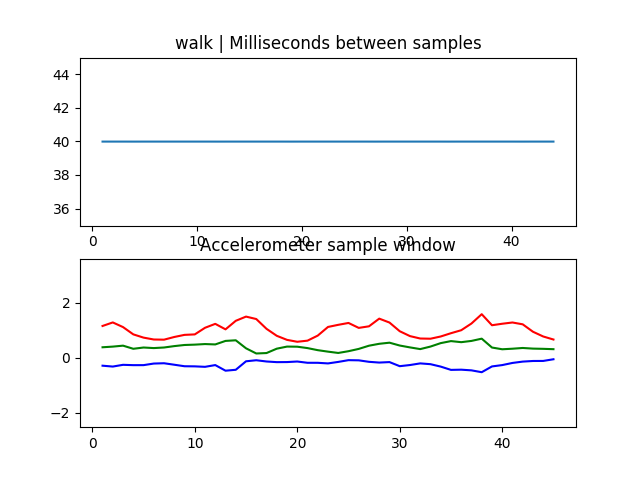 walk | Milliseconds between samples
44
42
40
38
36
0 10 20 30 40
Accelerometer sample window
2
0
−2
0 10 20 30 40